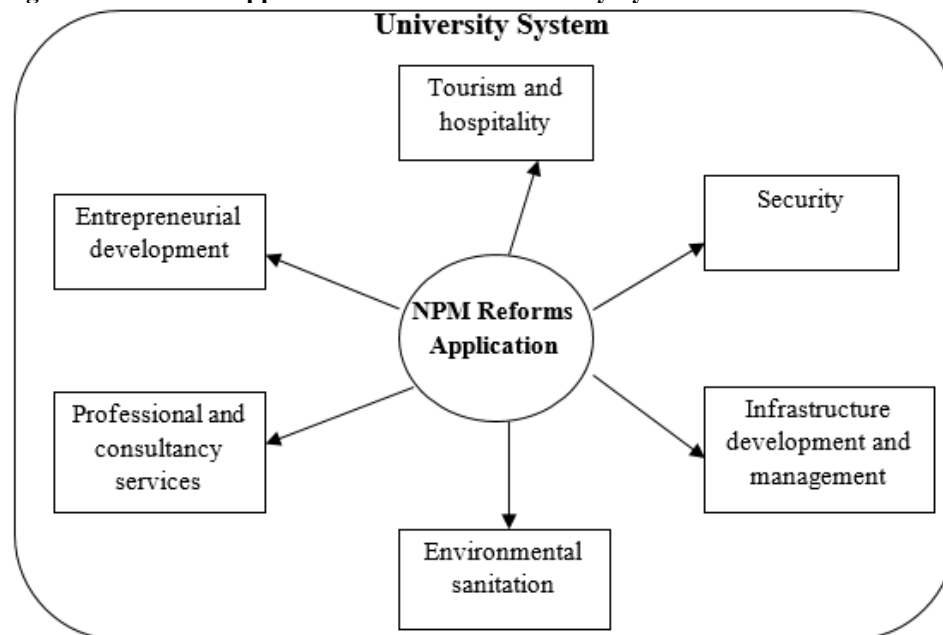 University System
Tourism and
hospitality
Security
Entrepreneurial
development
NPM Reforms
Application
Professional and
consultancy
services
Infrastructure
development and
management
Environmental
sanitation